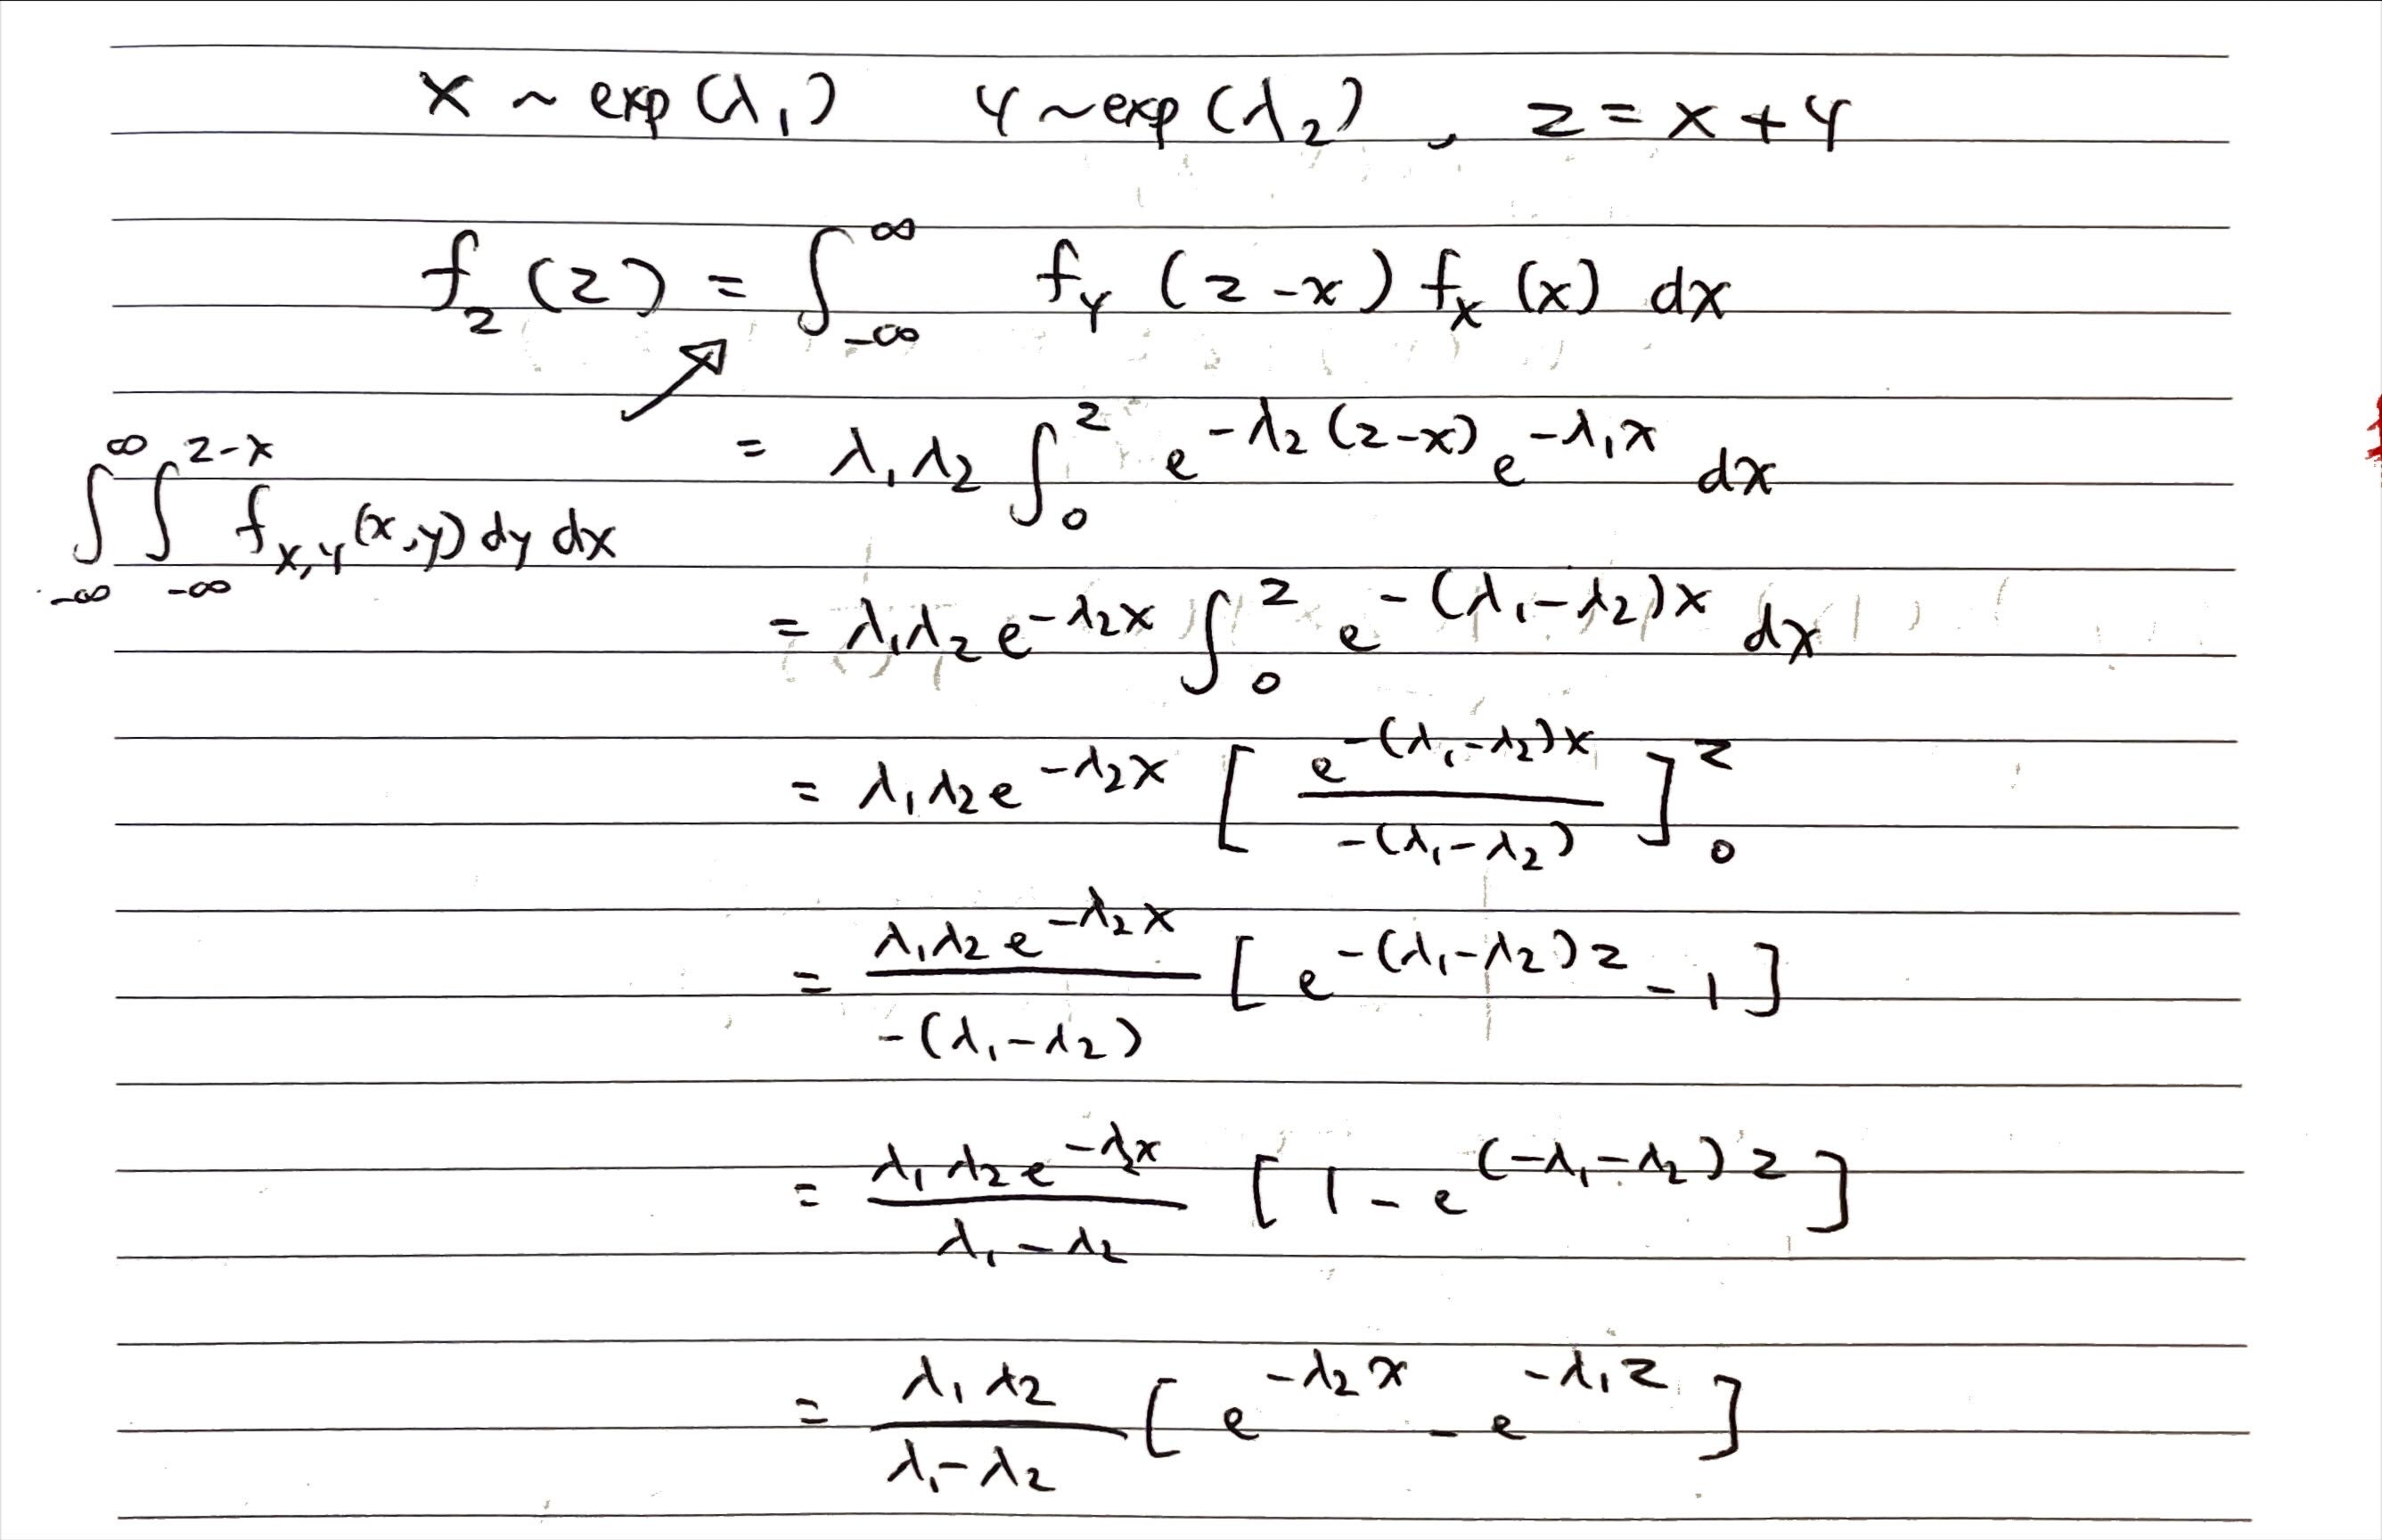 X ~ exp(λ₁)   Y ~ exp(λ₂),   Z = X + Y
f_Z(z) = ∫_{-∞}^{∞} f_Y(z-x) f_X(x) dx
= λ₁λ₂ ∫_0^z e^{-λ₂(z-x)} e^{-λ₁x} dx
∫_{-∞}^{∞} ∫_{-∞}^{z-x} f_{X,Y}(x,y) dy dx
= λ₁λ₂ e^{-λ₂x} ∫_0^z e^{-(λ₁-λ₂)x} dx
= λ₁λ₂ e^{-λ₂x} [ e^{-(λ₁-λ₂)x} / -(λ₁-λ₂) ]_0^z
= λ₁λ₂ e^{-λ₂x} / -(λ₁-λ₂) [ e^{-(λ₁-λ₂)z} - 1 ]
= λ₁λ₂ e^{-λ₂x} / λ₁-λ₂ [ 1 - e^{(-λ₁-λ₂)z} ]
= λ₁λ₂ / λ₁-λ₂ [ e^{-λ₂x} - e^{-λ₁z} ]